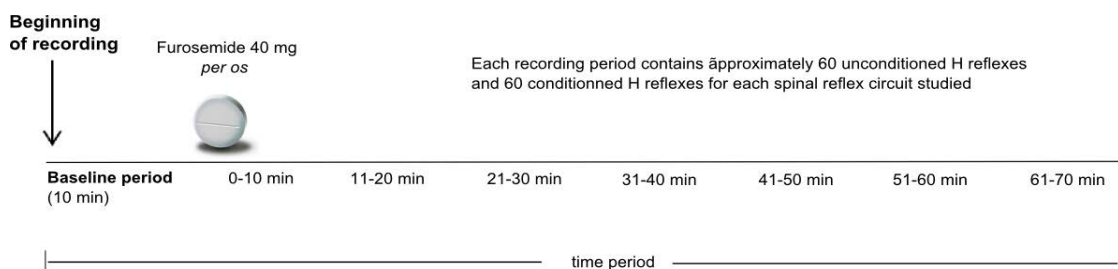 Beginning
of recording
Furosemide 40 mg
per os
Each recording period contains ãpproximately 60 unconditioned H reflexes
and 60 conditionned H reflexes for each spinal reflex circuit studied
Baseline period
(10 min)
0-10 min
11-20 min
21-30 min
31-40 min
41-50 min
51-60 min
61-70 min
time period